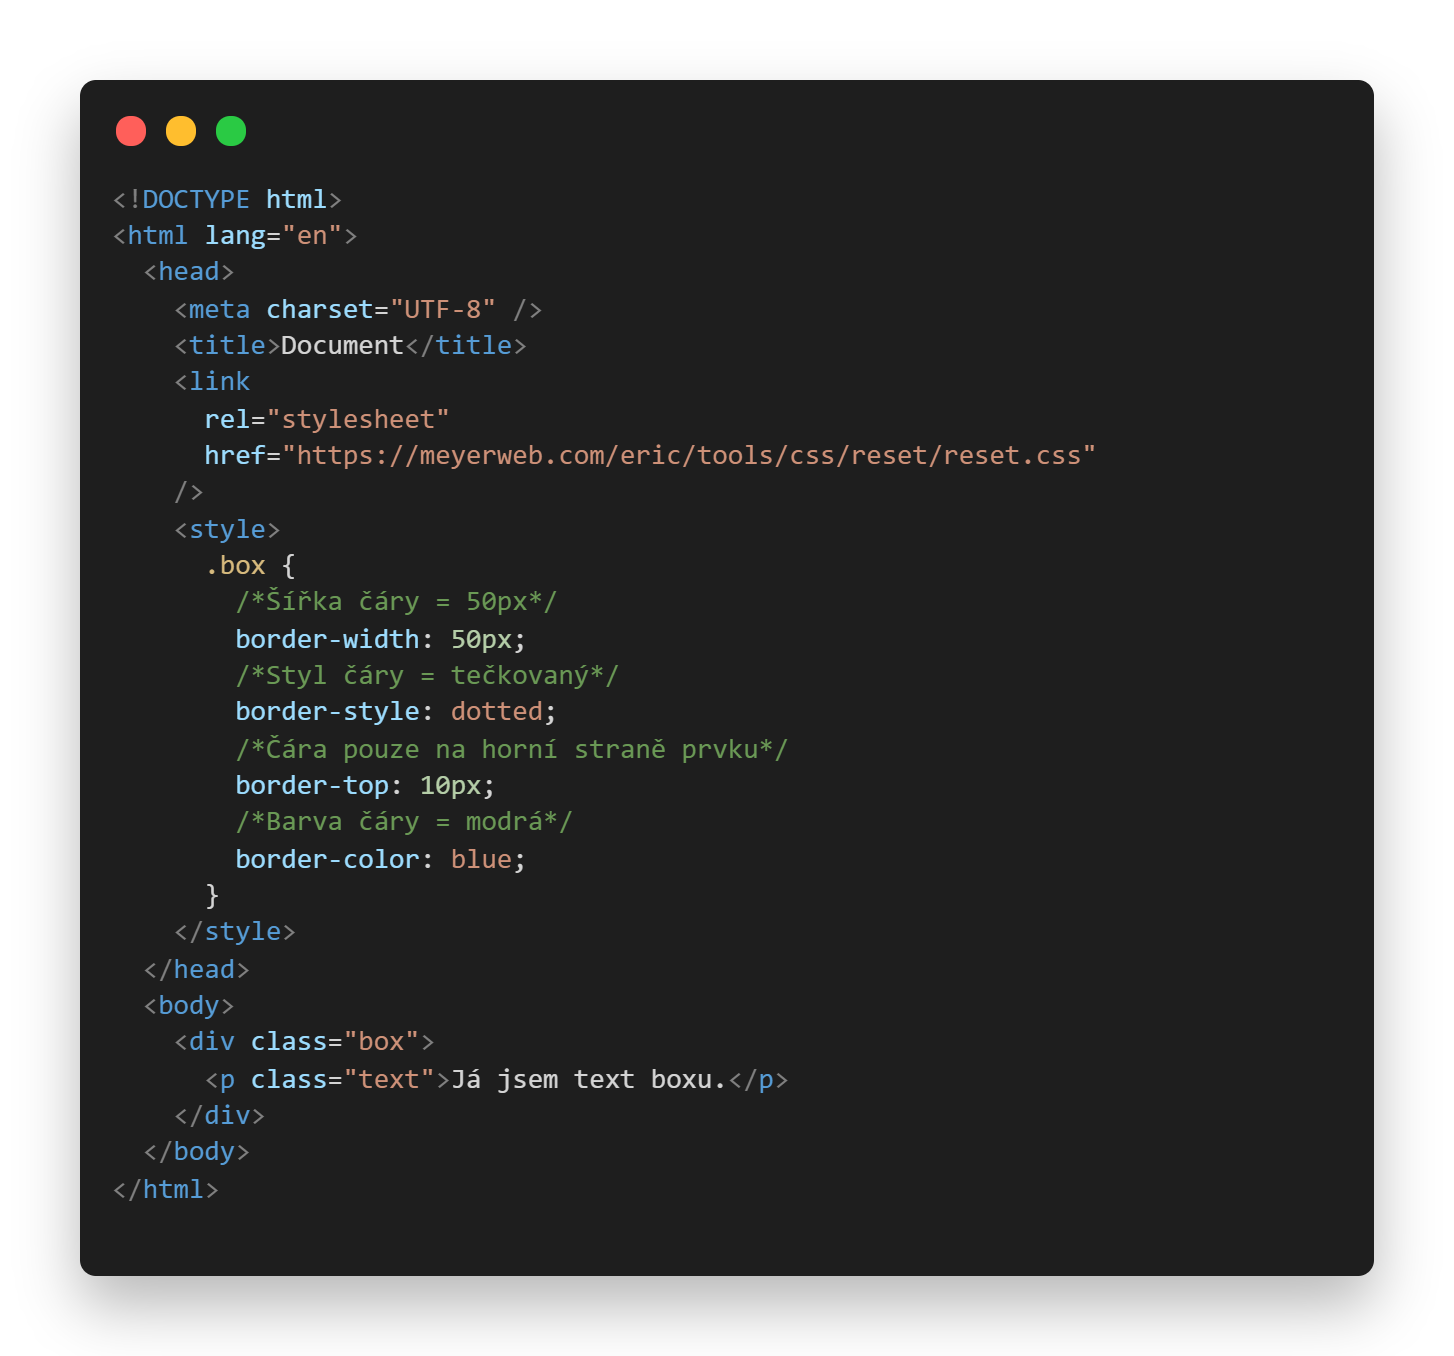 <!DOCTYPE html>
<html lang="en">
  <head>
    <meta charset="UTF-8" />
    <title>Document</title>
    <link
      rel="stylesheet"
      href="https://meyerweb.com/eric/tools/css/reset/reset.css"
    />
    <style>
      .box {
        /*Šířka čáry = 50px*/
        border-width: 50px;
        /*Styl čáry = tečkovaný*/
        border-style: dotted;
        /*Čára pouze na horní straně prvku*/
        border-top: 10px;
        /*Barva čáry = modrá*/
        border-color: blue;
      }
    </style>
  </head>
  <body>
    <div class="box">
      <p class="text">Já jsem text boxu.</p>
    </div>
  </body>
</html>